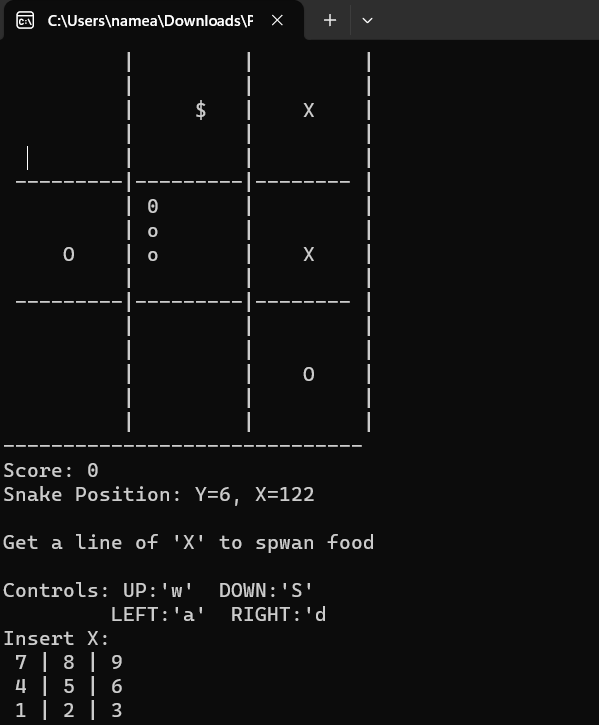 C:\Users\namea\Downloads\F
$ X
0
o
O o X
O
Score: 0
Snake Position: Y=6, X=122
Get a line of 'X' to spwan food
Controls: UP:'w' DOWN:'S'
LEFT:'a' RIGHT:'d
Insert X:
7 | 8 | 9
4 | 5 | 6
1 | 2 | 3